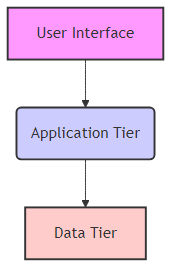 User Interface
Application Tier
Data Tier